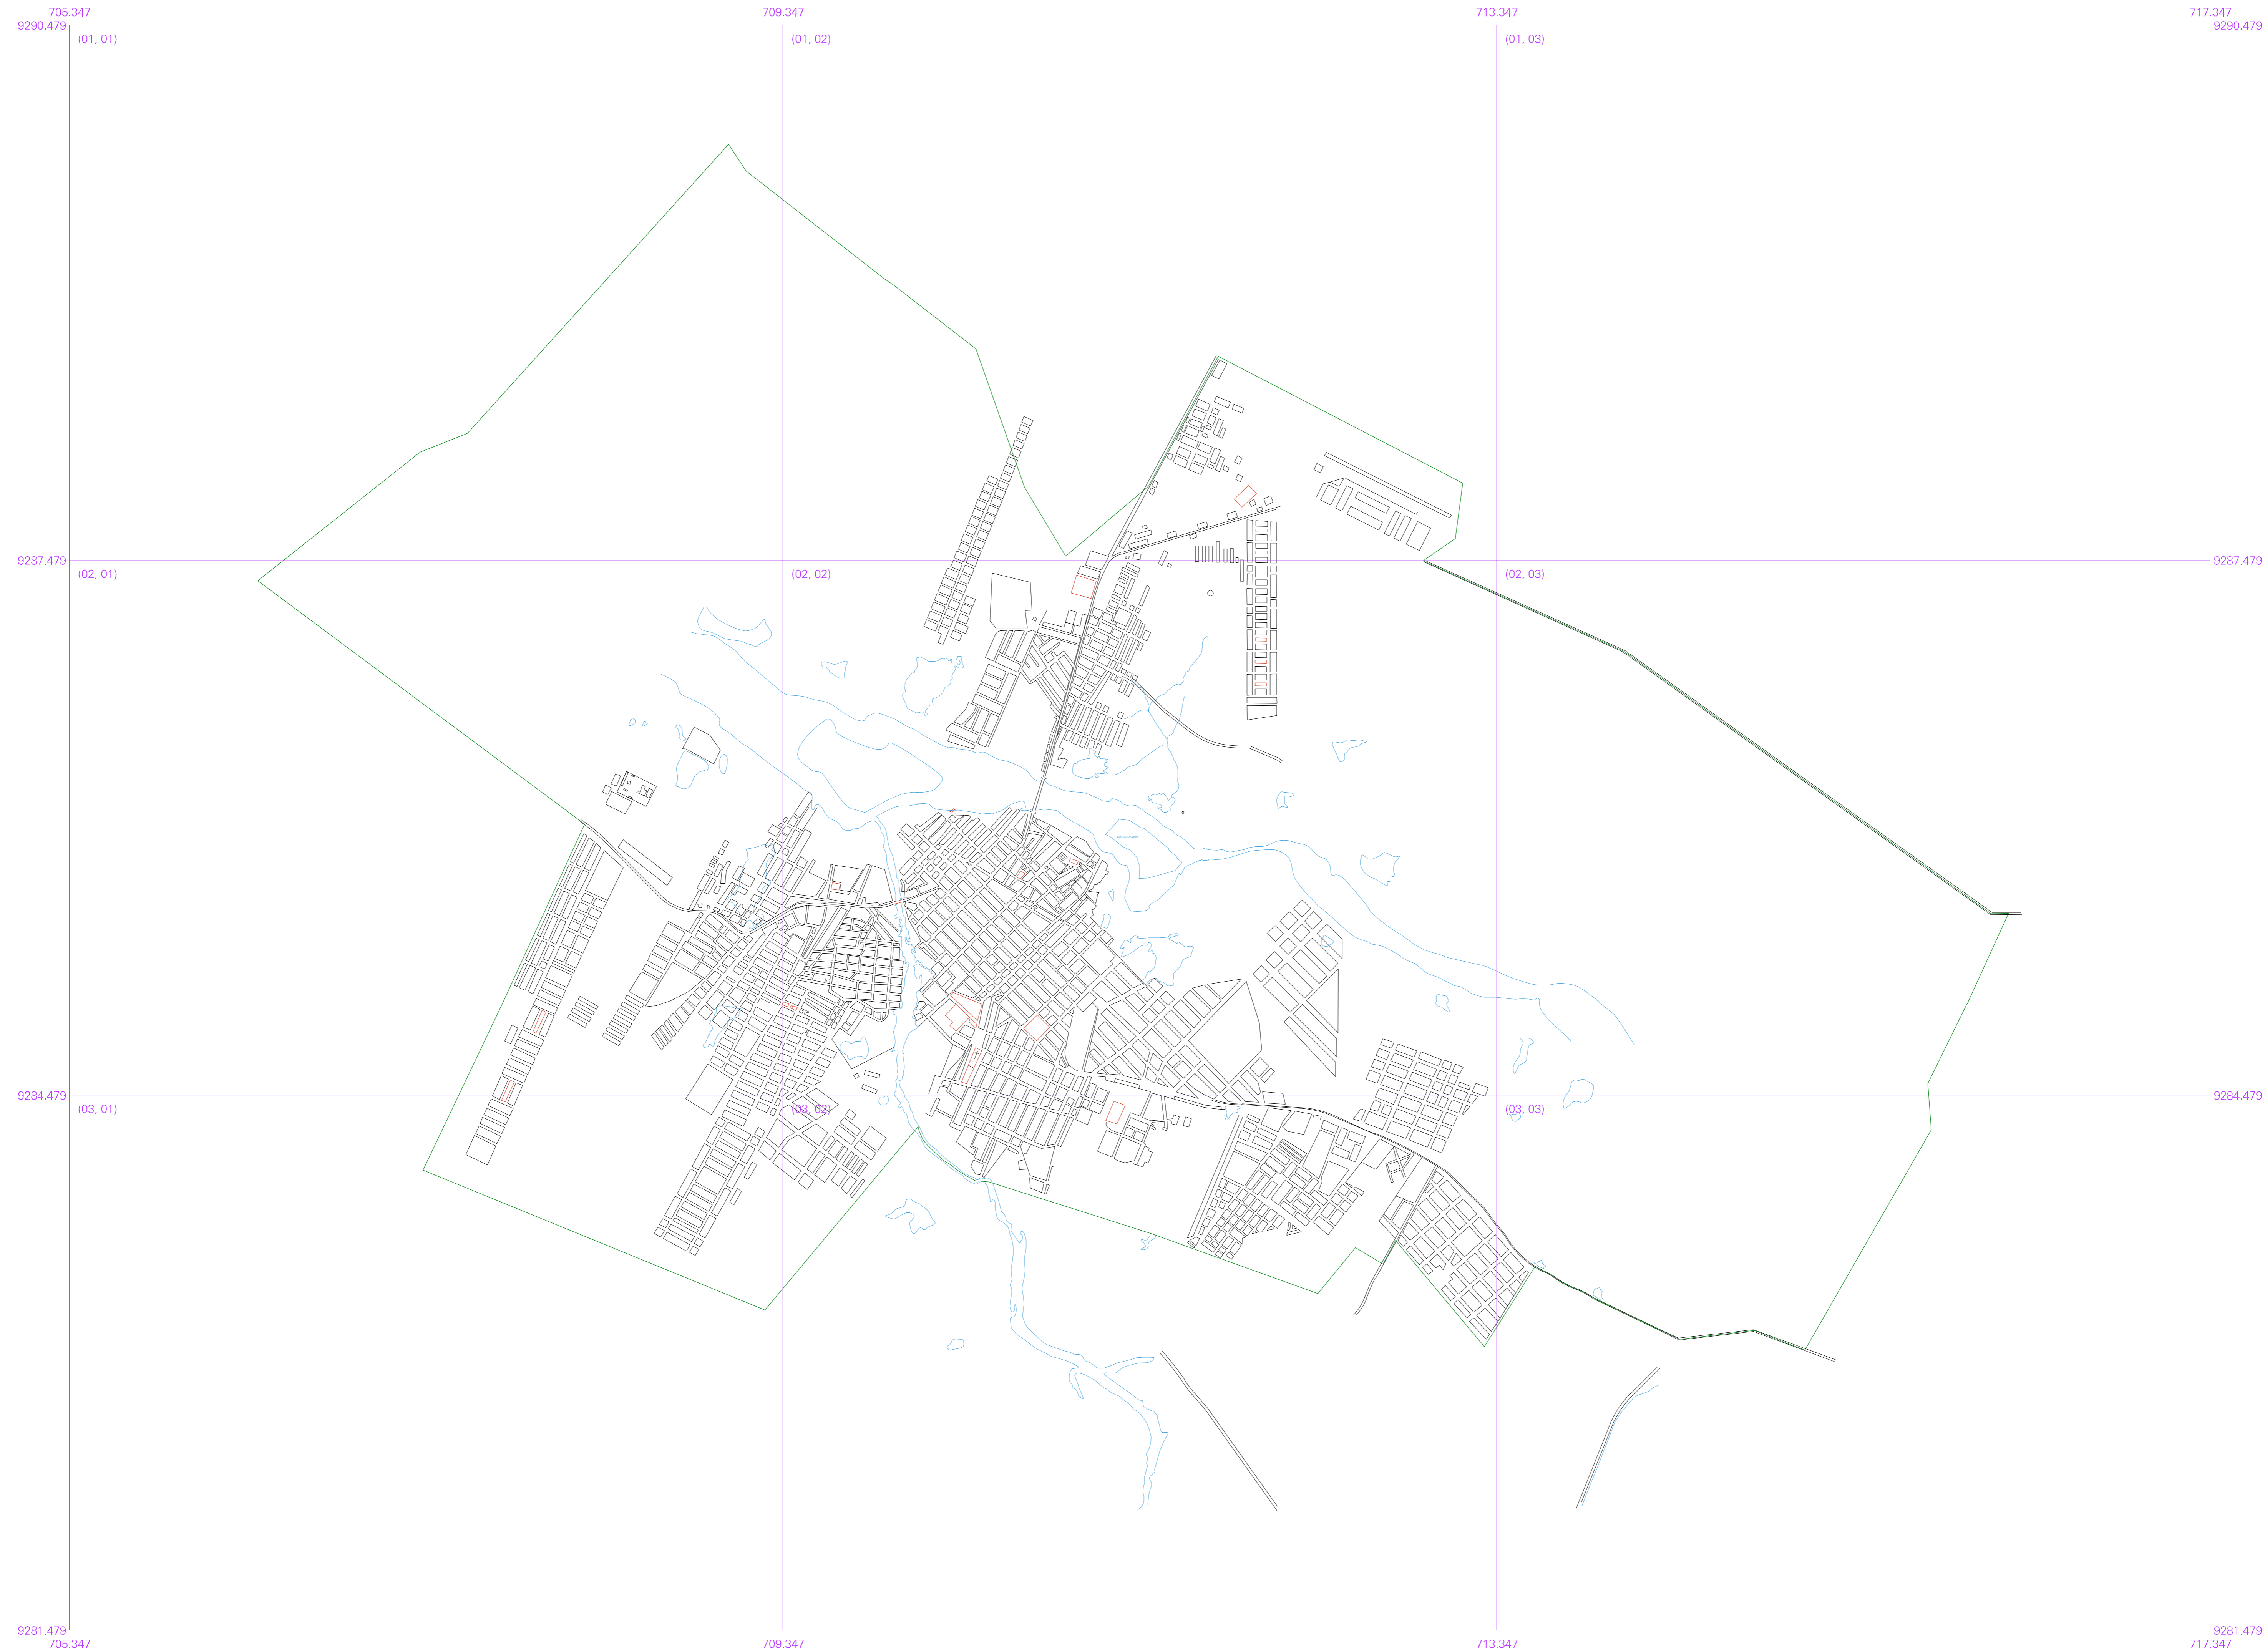 705.347 709.347 713.347 717.347
9290.479 9290.479
(01, 01) (01, 02) (01, 03)
9287.479 9287.479
(02, 01) (02, 02) (02, 03)
9284.479 9284.479
(03, 01) (03, 02) (03, 03)
9281.479 9281.479
705.347 709.347 713.347 717.347